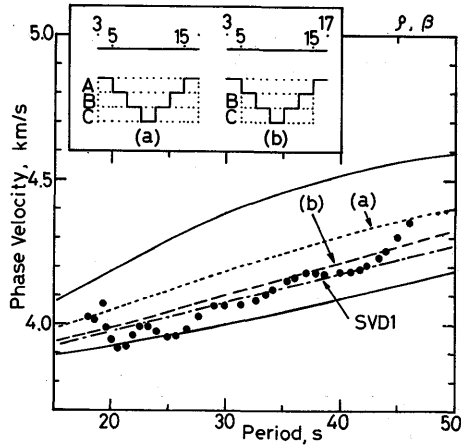 5.0
4.5
4.0
Phase Velocity, km/s
20 30 40 50
Period, s
3 5 15
3 5 15 17
ρ, β
A
B
C
(a)
B
C
(b)
(b) (a)
SVD1